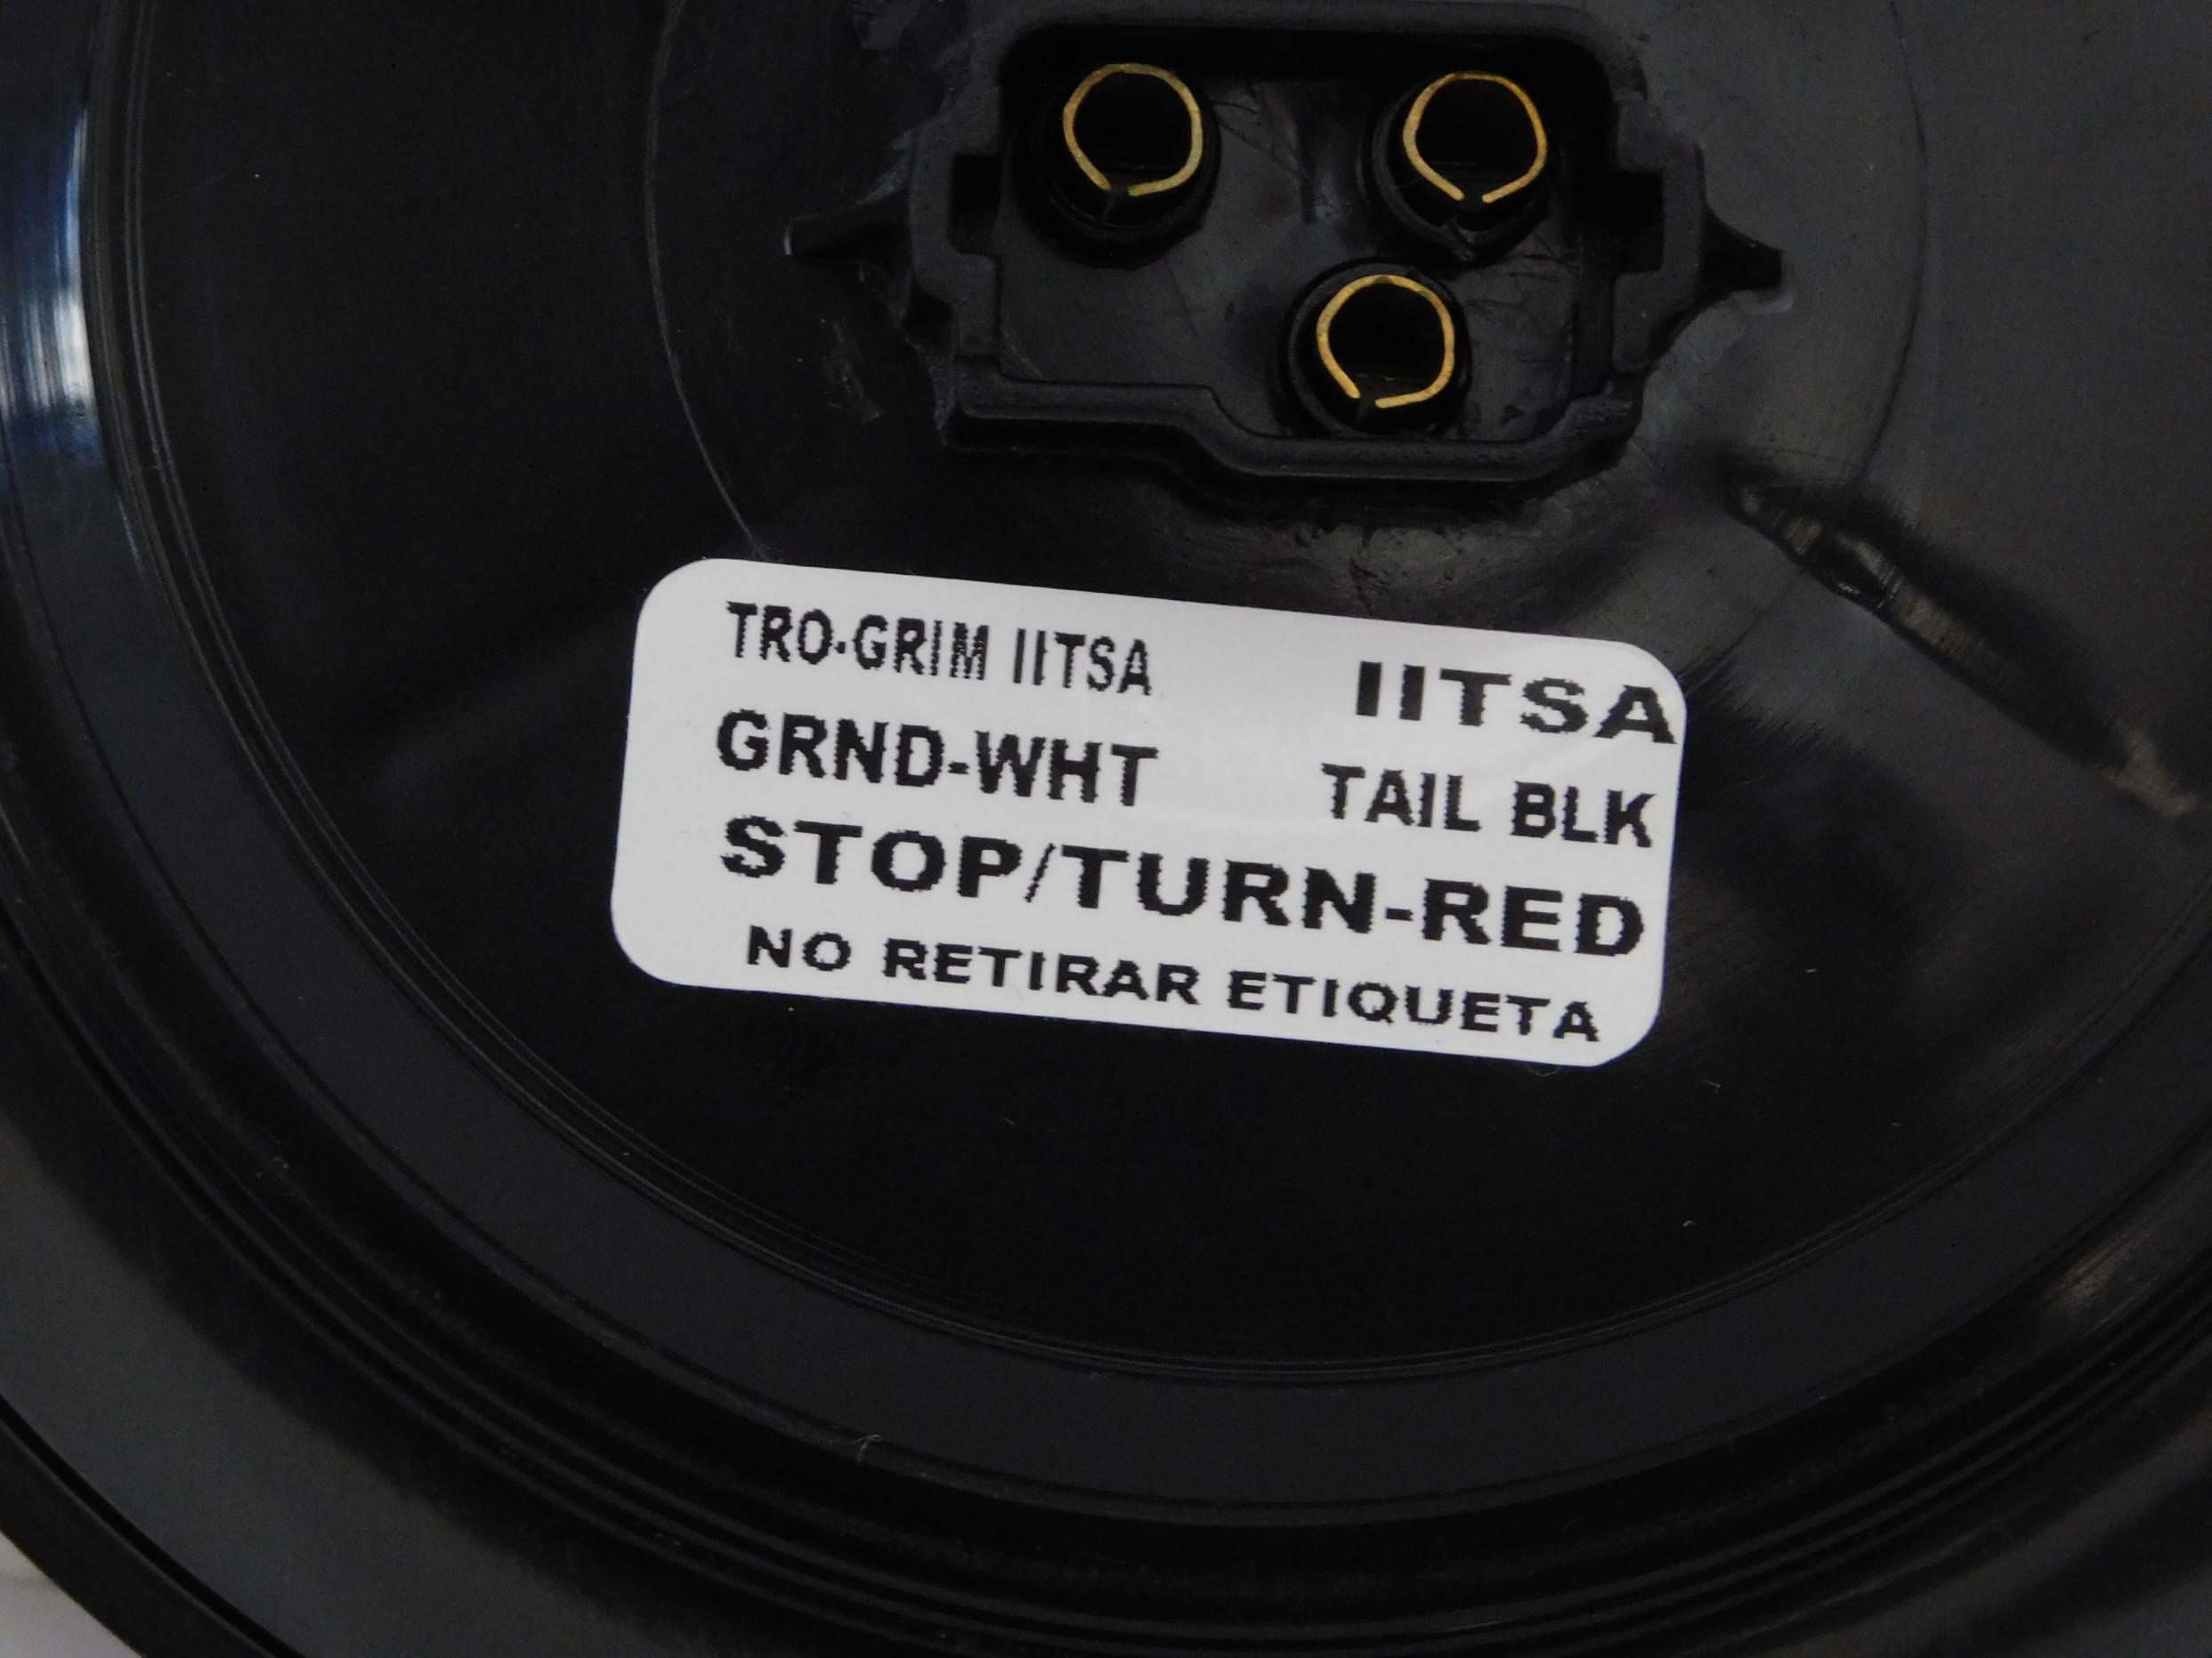 TRO-GRIM IITSA IITSA
GRND-WHT TAIL BLK
STOP/TURN-RED
NO RETIRAR ETIQUETA